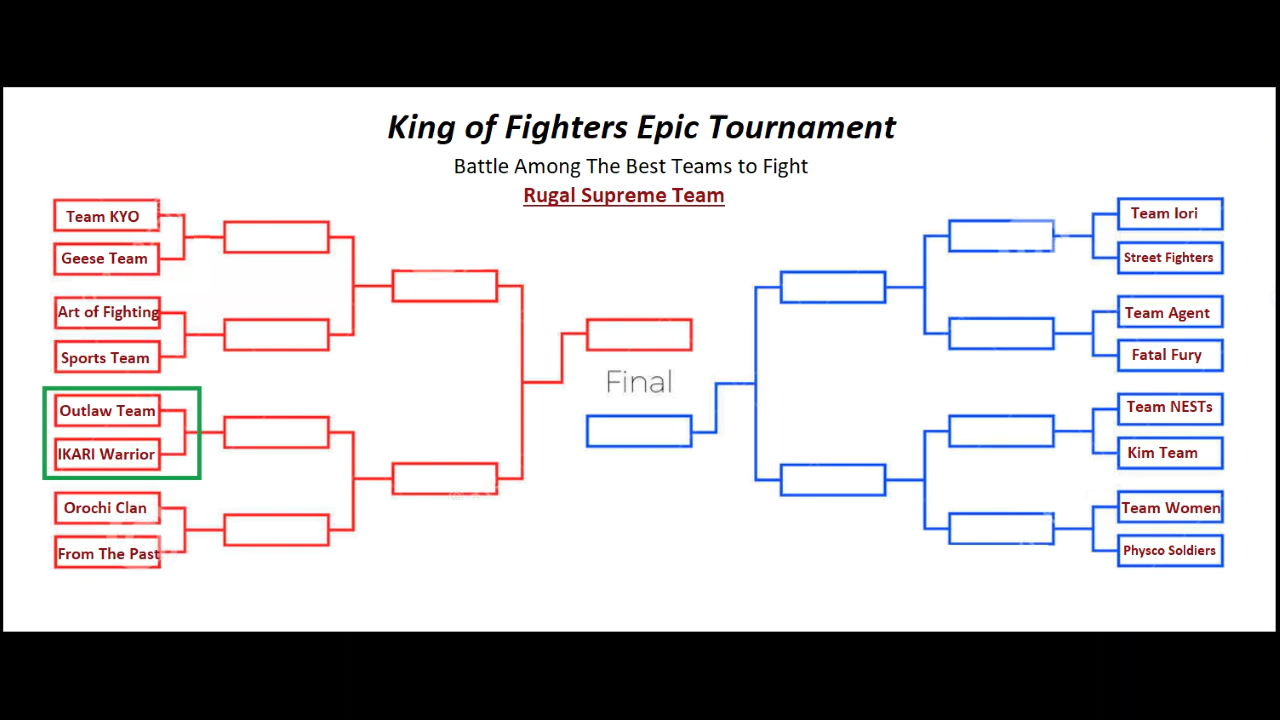 King of Fighters Epic Tournament
Battle Among The Best Teams to Fight
Rugal Supreme Team
Team KYO
Geese Team
Art of Fighting
Sports Team
Outlaw Team
IKARI Warrior
Orochi Clan
From The Past
Final
Team Iori
Street Fighters
Team Agent
Fatal Fury
Team NESTs
Kim Team
Team Women
Physco Soldiers